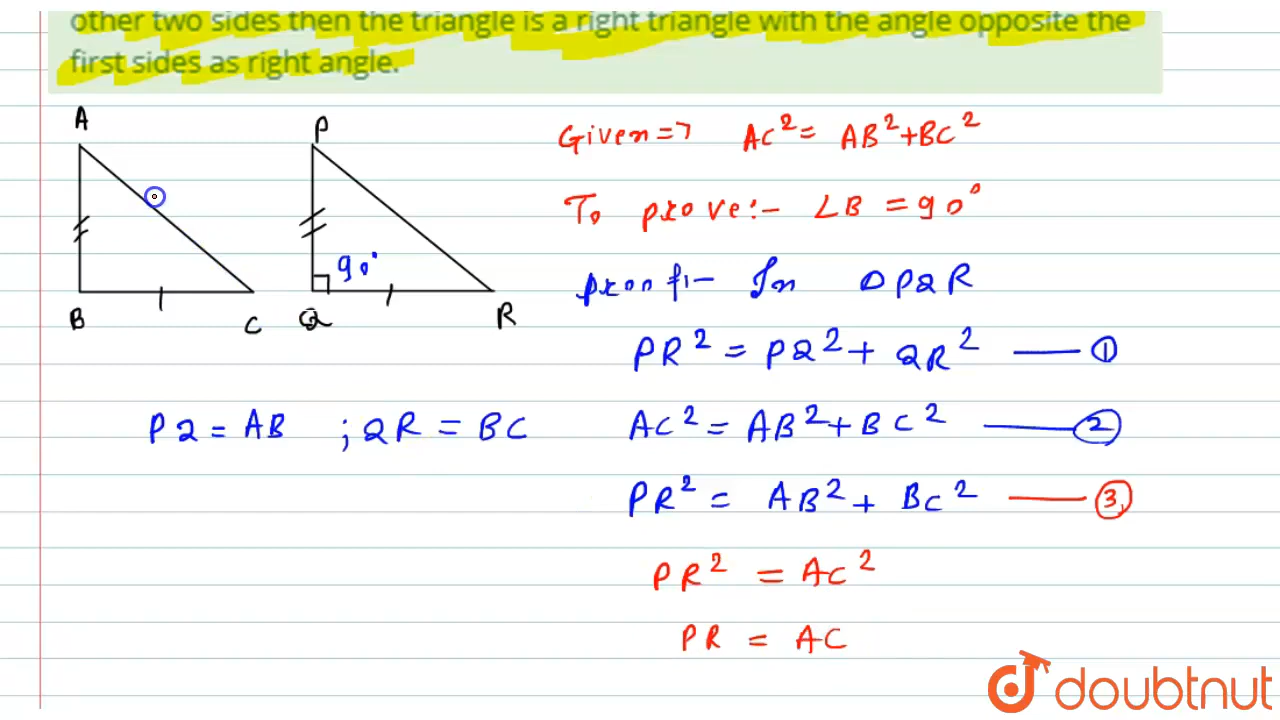 other two sides then the triangle is a right triangle with the angle opposite the
first sides as right angle.
A
P
Given => AC² = AB² + BC²
To prove :- ∠B = 90°
90°
Proof :- In △PQR
B
C
Q
R
PR² = PQ² + QR² —— ①
PQ = AB ; QR = BC
AC² = AB² + BC² —— ②
PR² = AB² + BC² —— ③
PR² = AC²
PR = AC
doubtnut